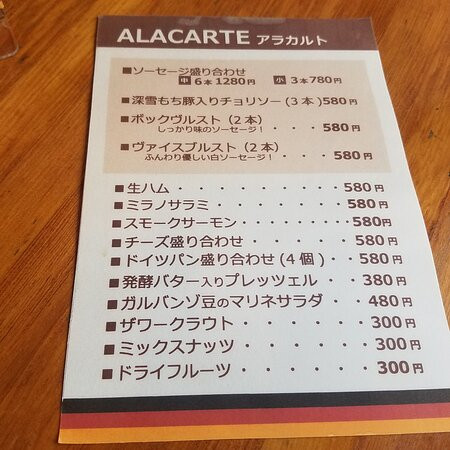 ALACARTE アラカルト
■ソーセージ盛り合わせ
中 6本1280円 小 3本780円
■深雪もち豚入りチョリソー(3本)580円
■ボックヴルスト(2本)
しっかり味のソーセージ!・・・580円
■ヴァイスブルスト(2本)
ふんわり優しい白ソーセージ!・・・580円
■生ハム・・・・・・・・・580円
■ミラノサラミ・・・・・・・580円
■スモークサーモン・・・・・580円
■チーズ盛り合わせ・・・・・580円
■ドイツパン盛り合わせ(4個)・・580円
■発酵バター入りプレッツェル・・380円
■ガルバンゾ豆のマリネサラダ・・480円
■ザワークラウト・・・・・・300円
■ミックスナッツ・・・・・・300円
■ドライフルーツ・・・・・・300円